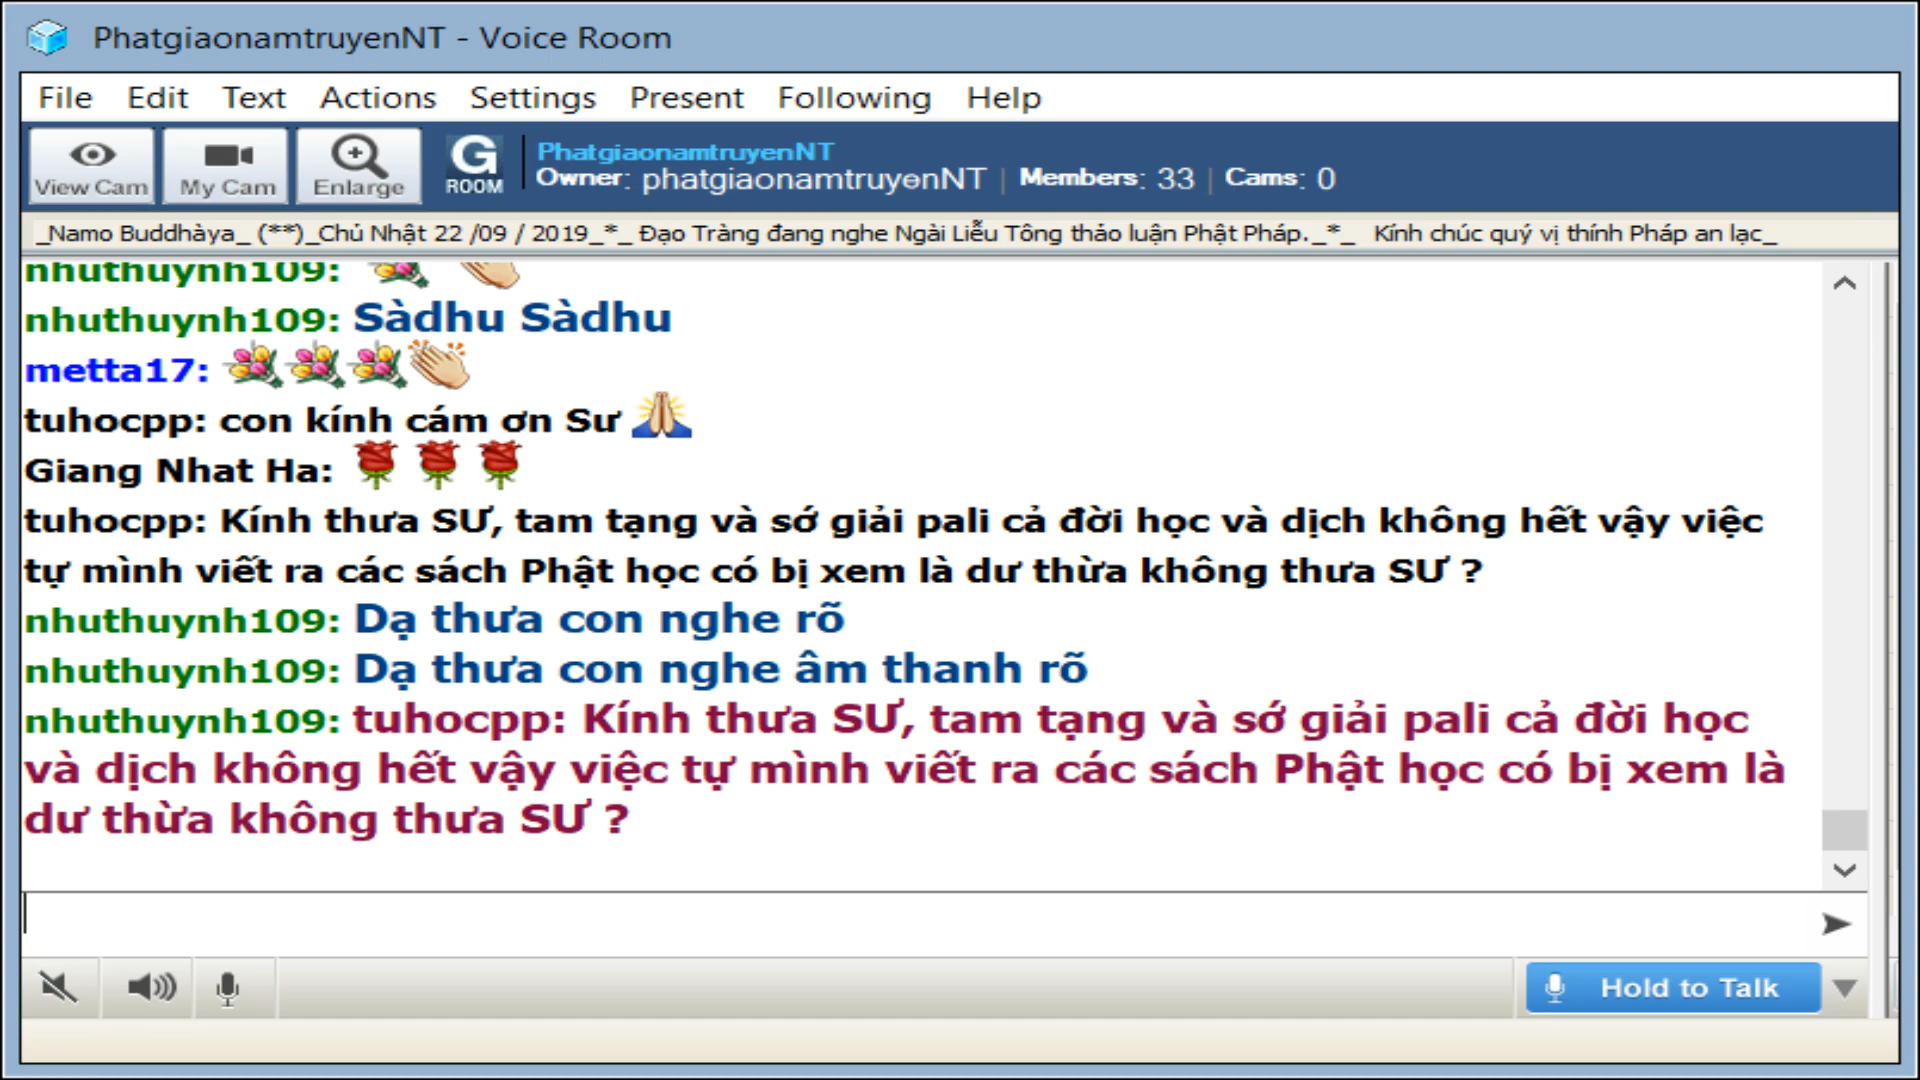 PhatgiaonamtruyenNT - Voice Room
File Edit Text Actions Settings Present Following Help
View Cam My Cam Enlarge G ROOM PhatgiaonamtruyenNT
Owner: phatgiaonamtruyenNT | Members: 33 | Cams: 0
_Namo Buddhàya_ (**)_Chủ Nhật 22 /09 / 2019_*_ Đạo Tràng đang nghe Ngài Liễu Tông thảo luận Phật Pháp._*_ Kính chúc quý vị thính Pháp an lạc_
nhuthuynh109:
nhuthuynh109: Sàdhu Sàdhu
metta17:
tuhocpp: con kính cám ơn Sư
Giang Nhat Ha:
tuhocpp: Kính thưa SƯ, tam tạng và sớ giải pali cả đời học và dịch không hết vậy việc
tự mình viết ra các sách Phật học có bị xem là dư thừa không thưa SƯ ?
nhuthuynh109: Dạ thưa con nghe rõ
nhuthuynh109: Dạ thưa con nghe âm thanh rõ
nhuthuynh109: tuhocpp: Kính thưa SƯ, tam tạng và sớ giải pali cả đời học
và dịch không hết vậy việc tự mình viết ra các sách Phật học có bị xem là
dư thừa không thưa SƯ ?
Hold to Talk